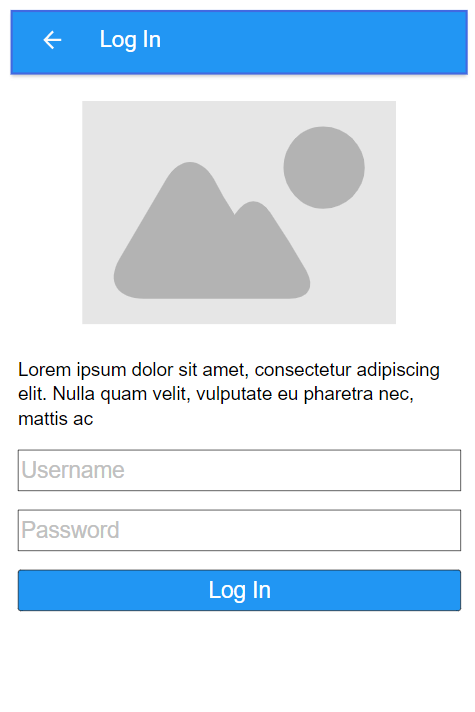 Log In
Lorem ipsum dolor sit amet, consectetur adipiscing
elit. Nulla quam velit, vulputate eu pharetra nec,
mattis ac
Username
Password
Log In